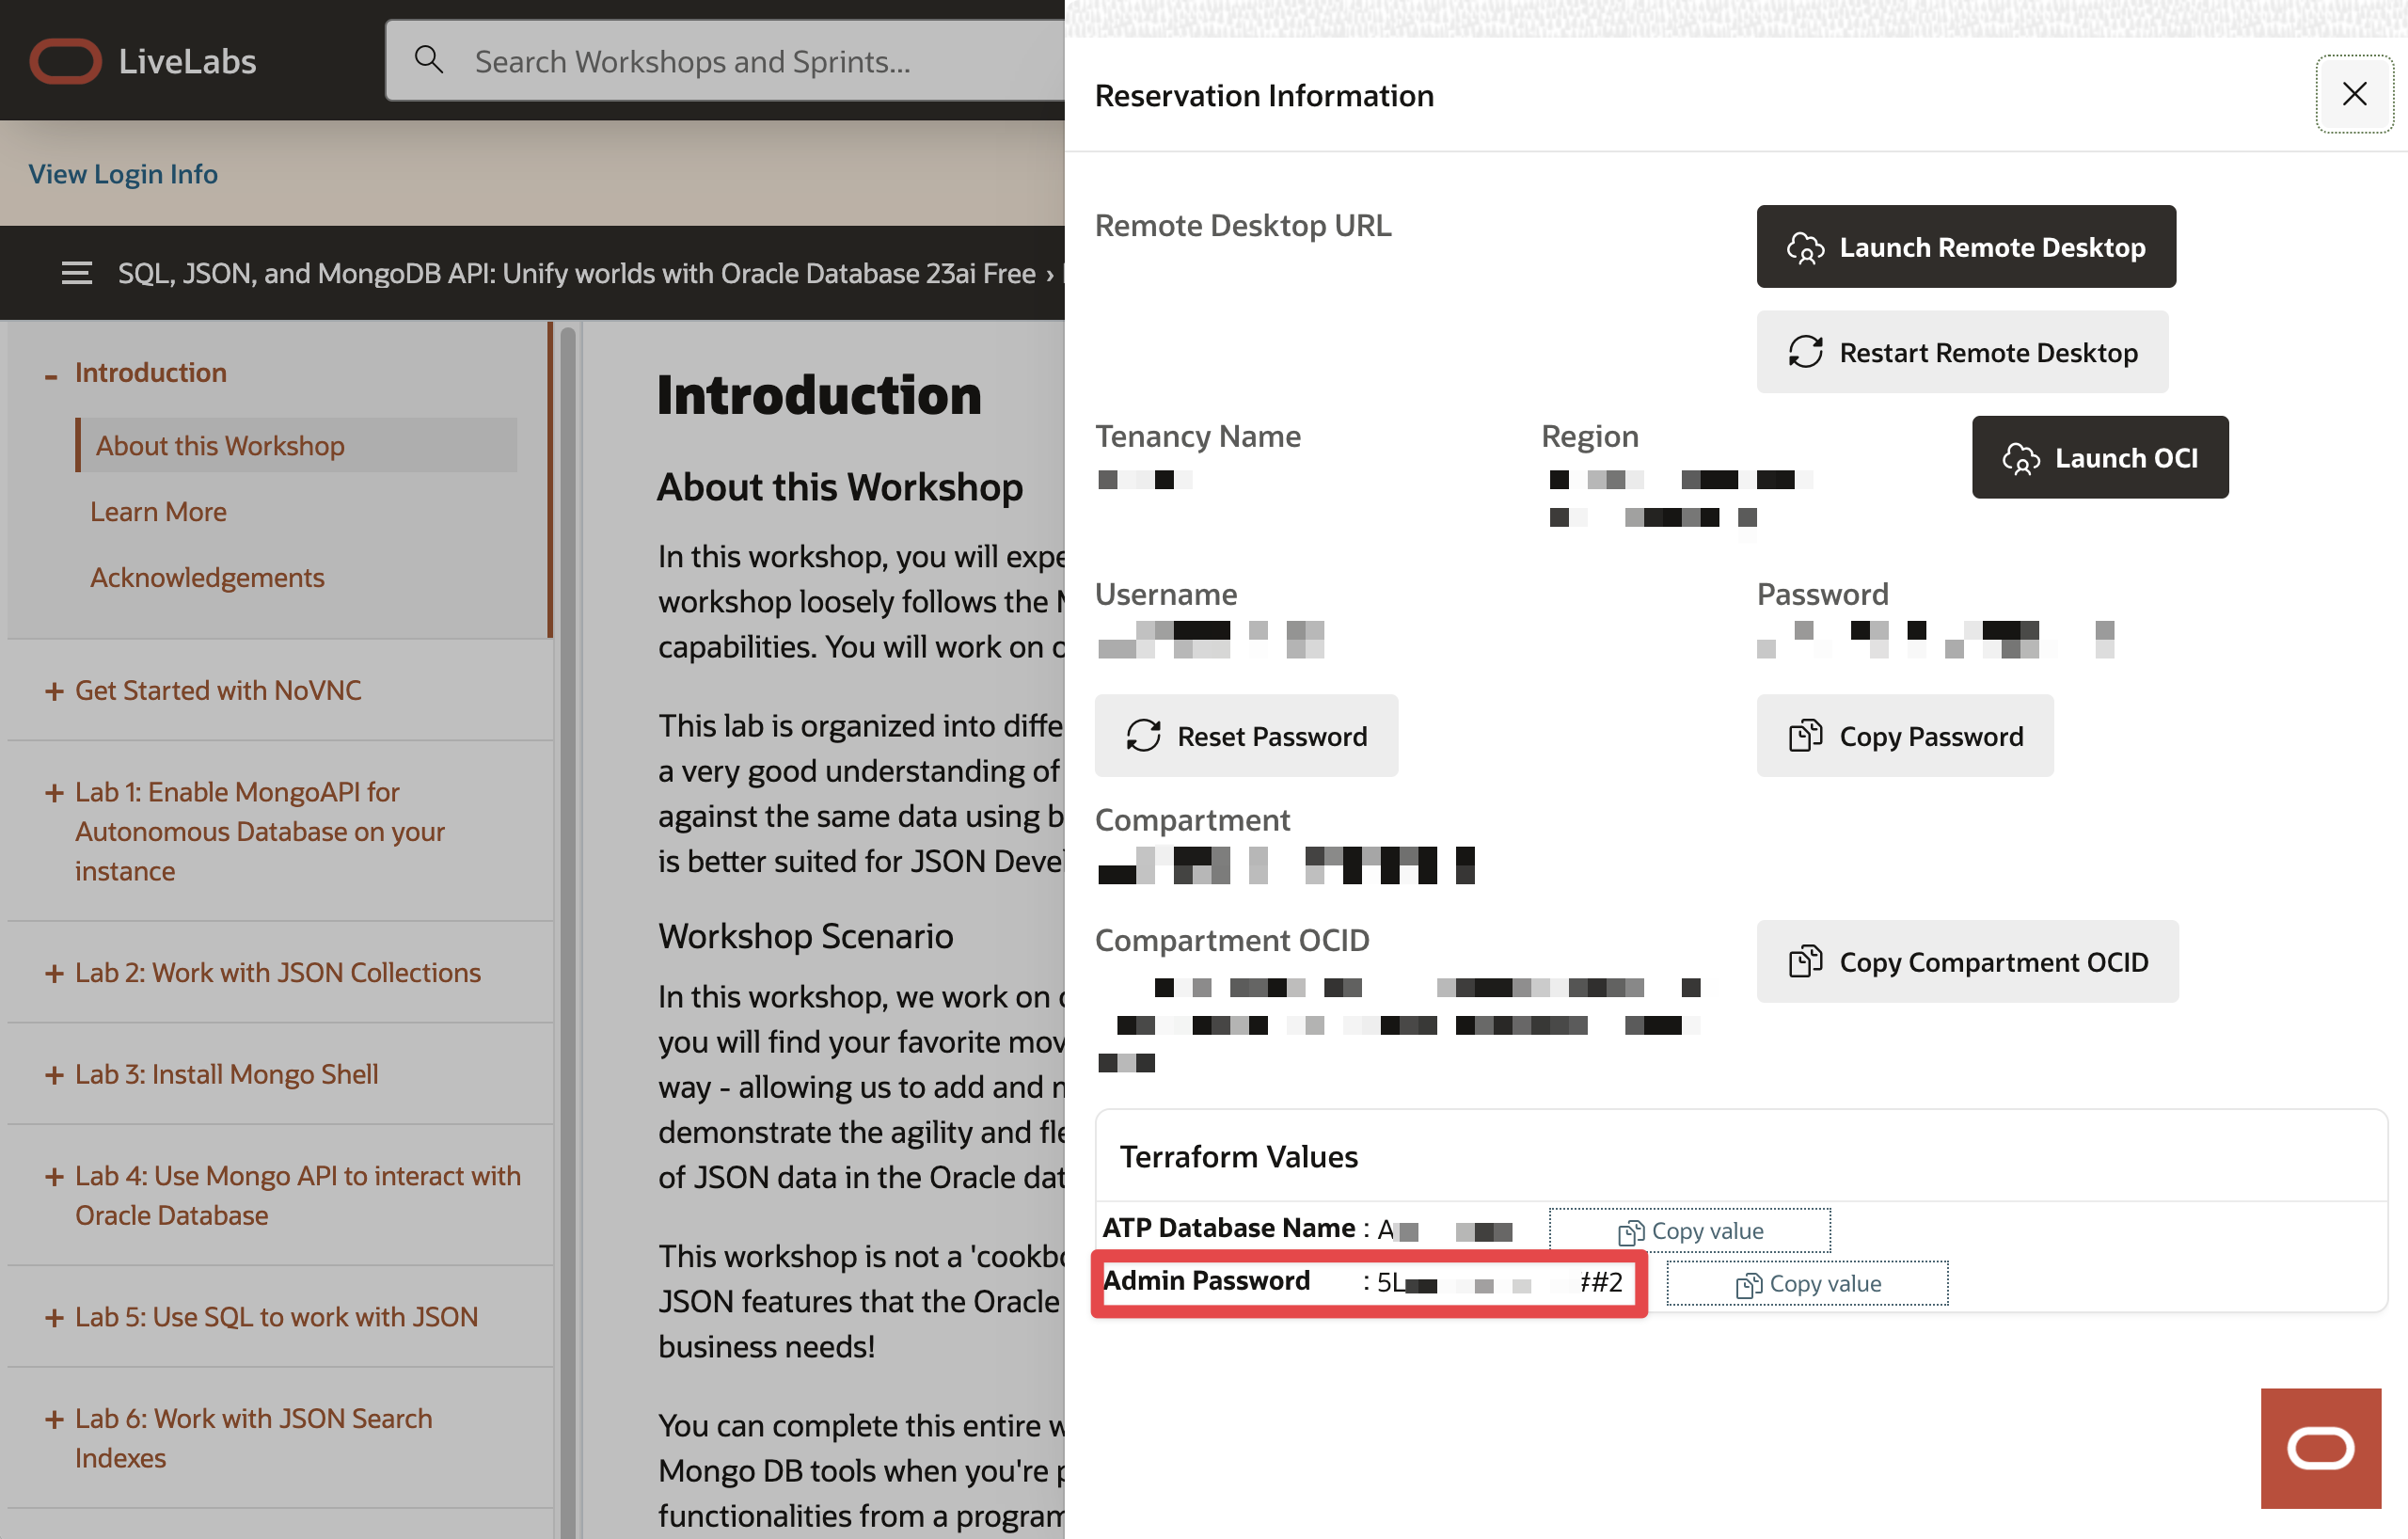 LiveLabs
Search Workshops and Sprints...
View Login Info
SQL, JSON, and MongoDB API: Unify worlds with Oracle Database 23ai Free ›
- Introduction
About this Workshop
Learn More
Acknowledgements
+ Get Started with NoVNC
+ Lab 1: Enable MongoAPI for
Autonomous Database on your
instance
+ Lab 2: Work with JSON Collections
+ Lab 3: Install Mongo Shell
+ Lab 4: Use Mongo API to interact with
Oracle Database
+ Lab 5: Use SQL to work with JSON
+ Lab 6: Work with JSON Search
Indexes
Introduction
About this Workshop
In this workshop, you will
workshop loosely follows the
capabilities. You will work on
This lab is organized into
a very good understanding of
against the same data using
is better suited for JSON
Workshop Scenario
In this workshop, we work on
you will find your favorite
way - allowing us to add and
demonstrate the agility and
of JSON data in the Oracle
This workshop is not a
JSON features that the Oracle
business needs!
You can complete this entire
Mongo DB tools when you're
functionalities from a
Reservation Information
Remote Desktop URL
Launch Remote Desktop
Restart Remote Desktop
Tenancy Name
Region
Launch OCI
Username
Password
Reset Password
Copy Password
Compartment
Compartment OCID
Copy Compartment OCID
Terraform Values
ATP Database Name : A
Copy value
Admin Password : 5L ##2
Copy value